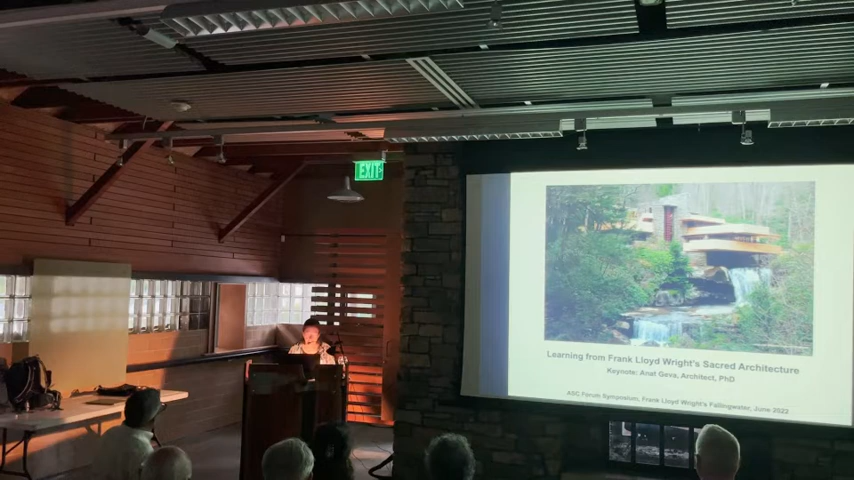 EXIT
Learning from Frank Lloyd Wright's Sacred Architecture
Keynote: Anat Geva, Architect, PhD
ASC Forum Symposium, Frank Lloyd Wright's Fallingwater, June 2022